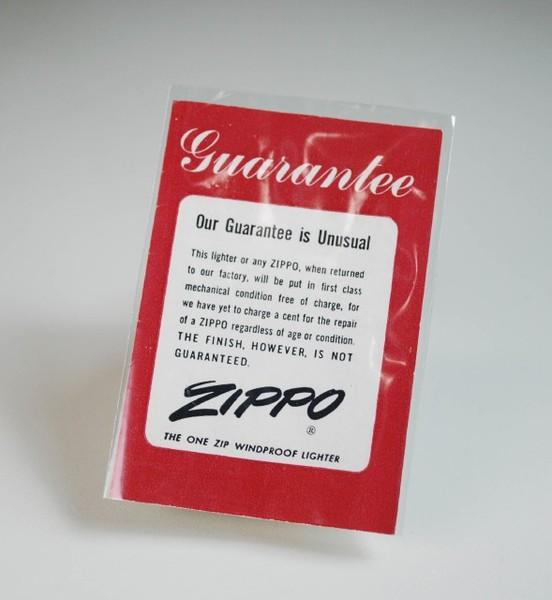 Guarantee
Our Guarantee is Unusual
This lighter or any ZIPPO, when returned
to our factory, will be put in first class
mechanical condition free of charge, for
we have yet to charge a cent for the repair
of a ZIPPO regardless of age or condition.
THE FINISH, HOWEVER, IS NOT
GUARANTEED.
ZIPPO
®
THE ONE ZIP WINDPROOF LIGHTER